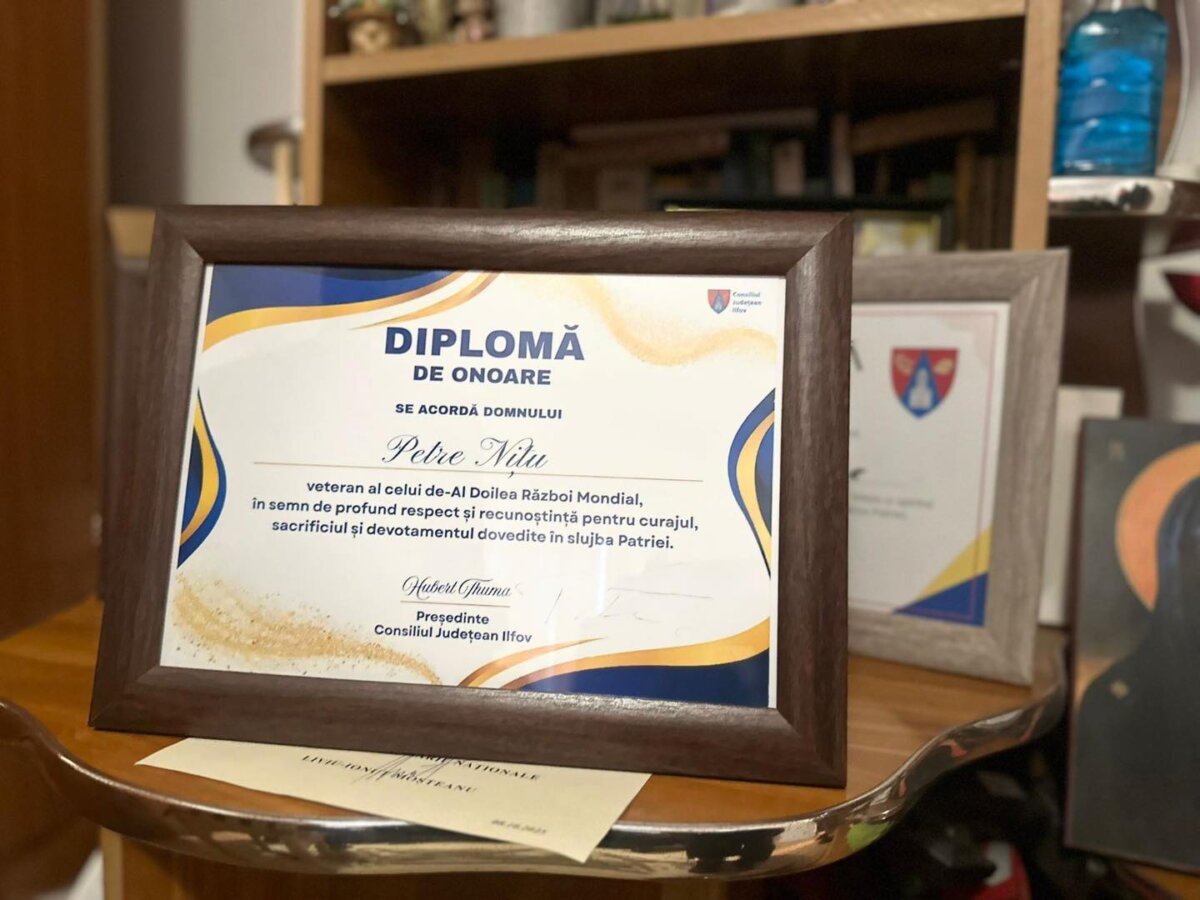 Consiliul
Județean
Ilfov
DIPLOMĂ
DE ONOARE
SE ACORDĂ DOMNULUI
Petre Nițu
veteran al celui de-Al Doilea Război Mondial,
în semn de profund respect și recunoștință pentru curajul,
sacrificiul și devotamentul dovedite în slujba Patriei.
Hubert Thuma
Președinte
Consiliul Județean Ilfov
NAȚIONALE
MOȘTEANU